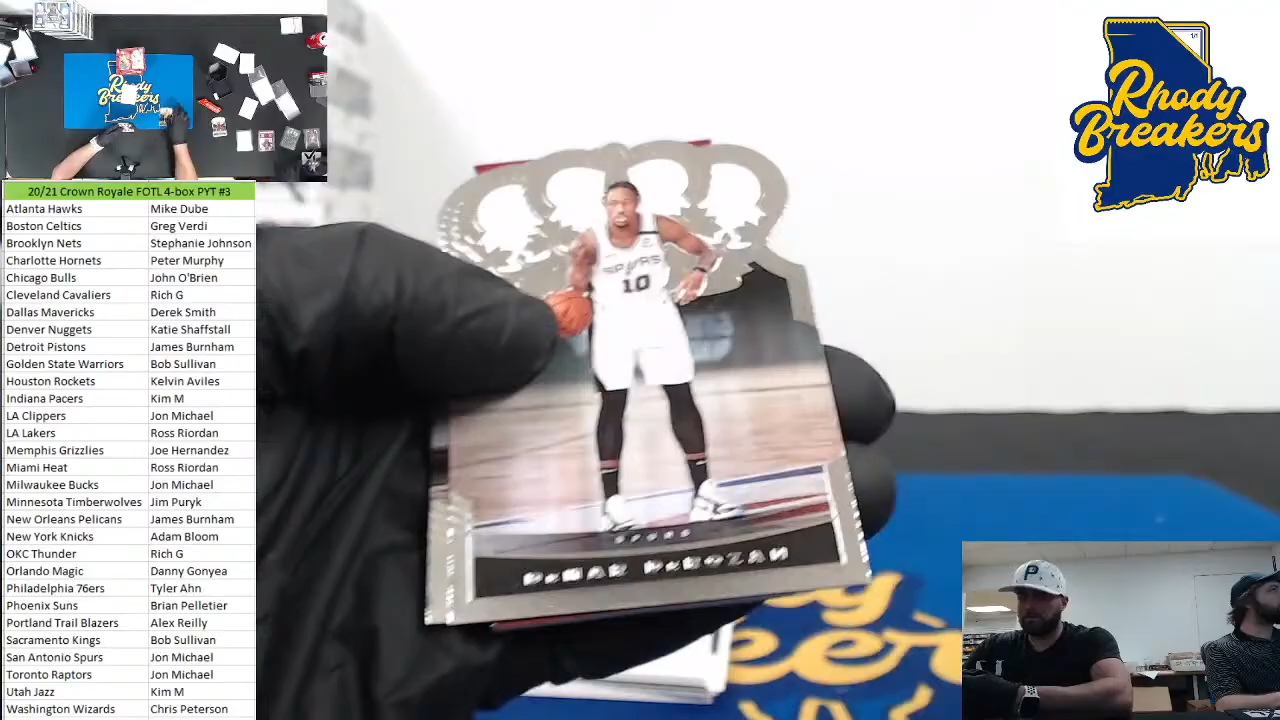 Rhody
Breakers
20/21 Crown Royale FOTL 4-box PYT #3
Atlanta Hawks Mike Dube
Boston Celtics Greg Verdi
Brooklyn Nets Stephanie Johnson
Charlotte Hornets Peter Murphy
Chicago Bulls John O'Brien
Cleveland Cavaliers Rich G
Dallas Mavericks Derek Smith
Denver Nuggets Katie Shaffstall
Detroit Pistons James Burnham
Golden State Warriors Bob Sullivan
Houston Rockets Kelvin Aviles
Indiana Pacers Kim M
LA Clippers Jon Michael
LA Lakers Ross Riordan
Memphis Grizzlies Joe Hernandez
Miami Heat Ross Riordan
Milwaukee Bucks Jon Michael
Minnesota Timberwolves Jim Puryk
New Orleans Pelicans James Burnham
New York Knicks Adam Bloom
OKC Thunder Rich G
Orlando Magic Danny Gonyea
Philadelphia 76ers Tyler Ahn
Phoenix Suns Brian Pelletier
Portland Trail Blazers Alex Reilly
Sacramento Kings Bob Sullivan
San Antonio Spurs Jon Michael
Toronto Raptors Jon Michael
Utah Jazz Kim M
Washington Wizards Chris Peterson
SPURS
10
SPURS
DeMAR DeROZAN
Rhody
Breakers
1/1
P